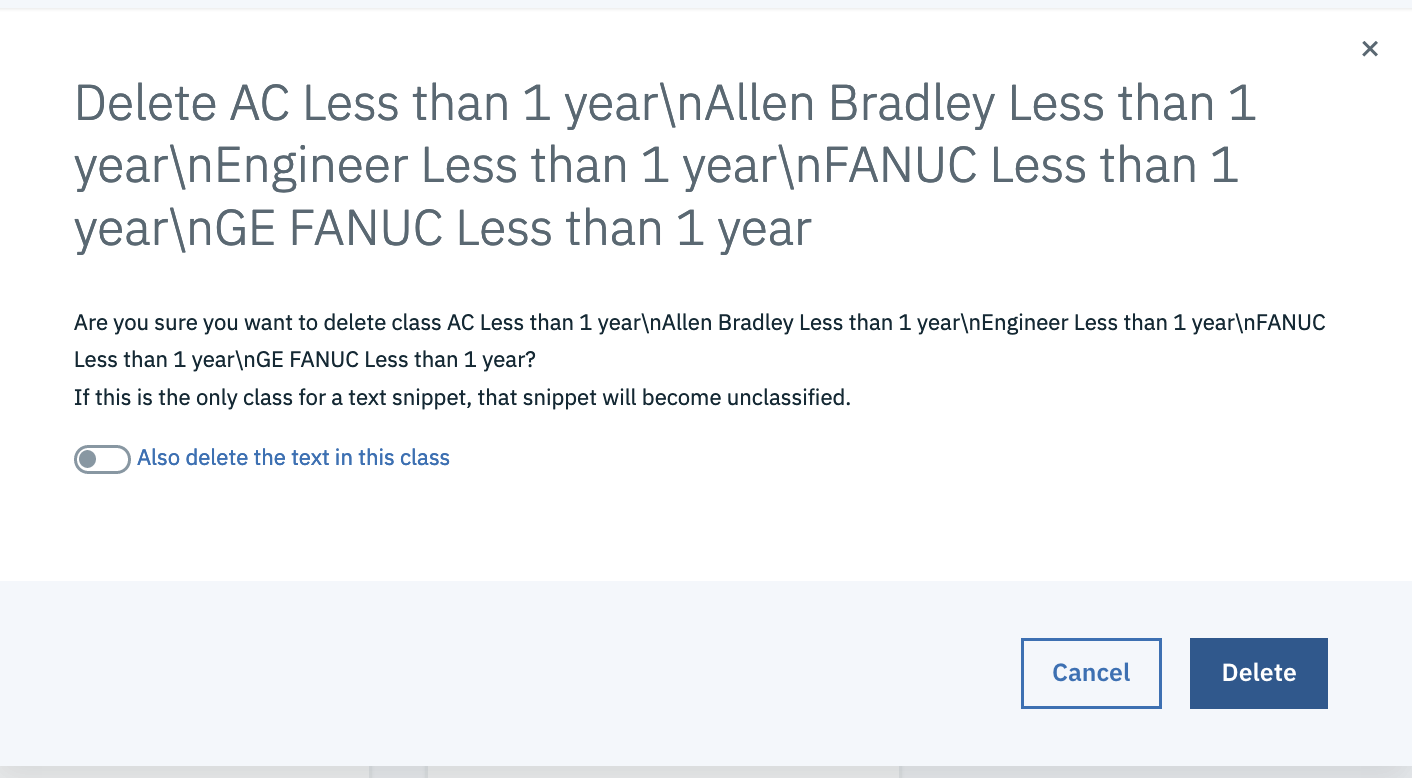 Delete AC Less than 1 year\nAllen Bradley Less than 1
year\nEngineer Less than 1 year\nFANUC Less than 1
year\nGE FANUC Less than 1 year
Are you sure you want to delete class AC Less than 1 year\nAllen Bradley Less than 1 year\nEngineer Less than 1 year\nFANUC
Less than 1 year\nGE FANUC Less than 1 year?
If this is the only class for a text snippet, that snippet will become unclassified.
Also delete the text in this class
Cancel
Delete